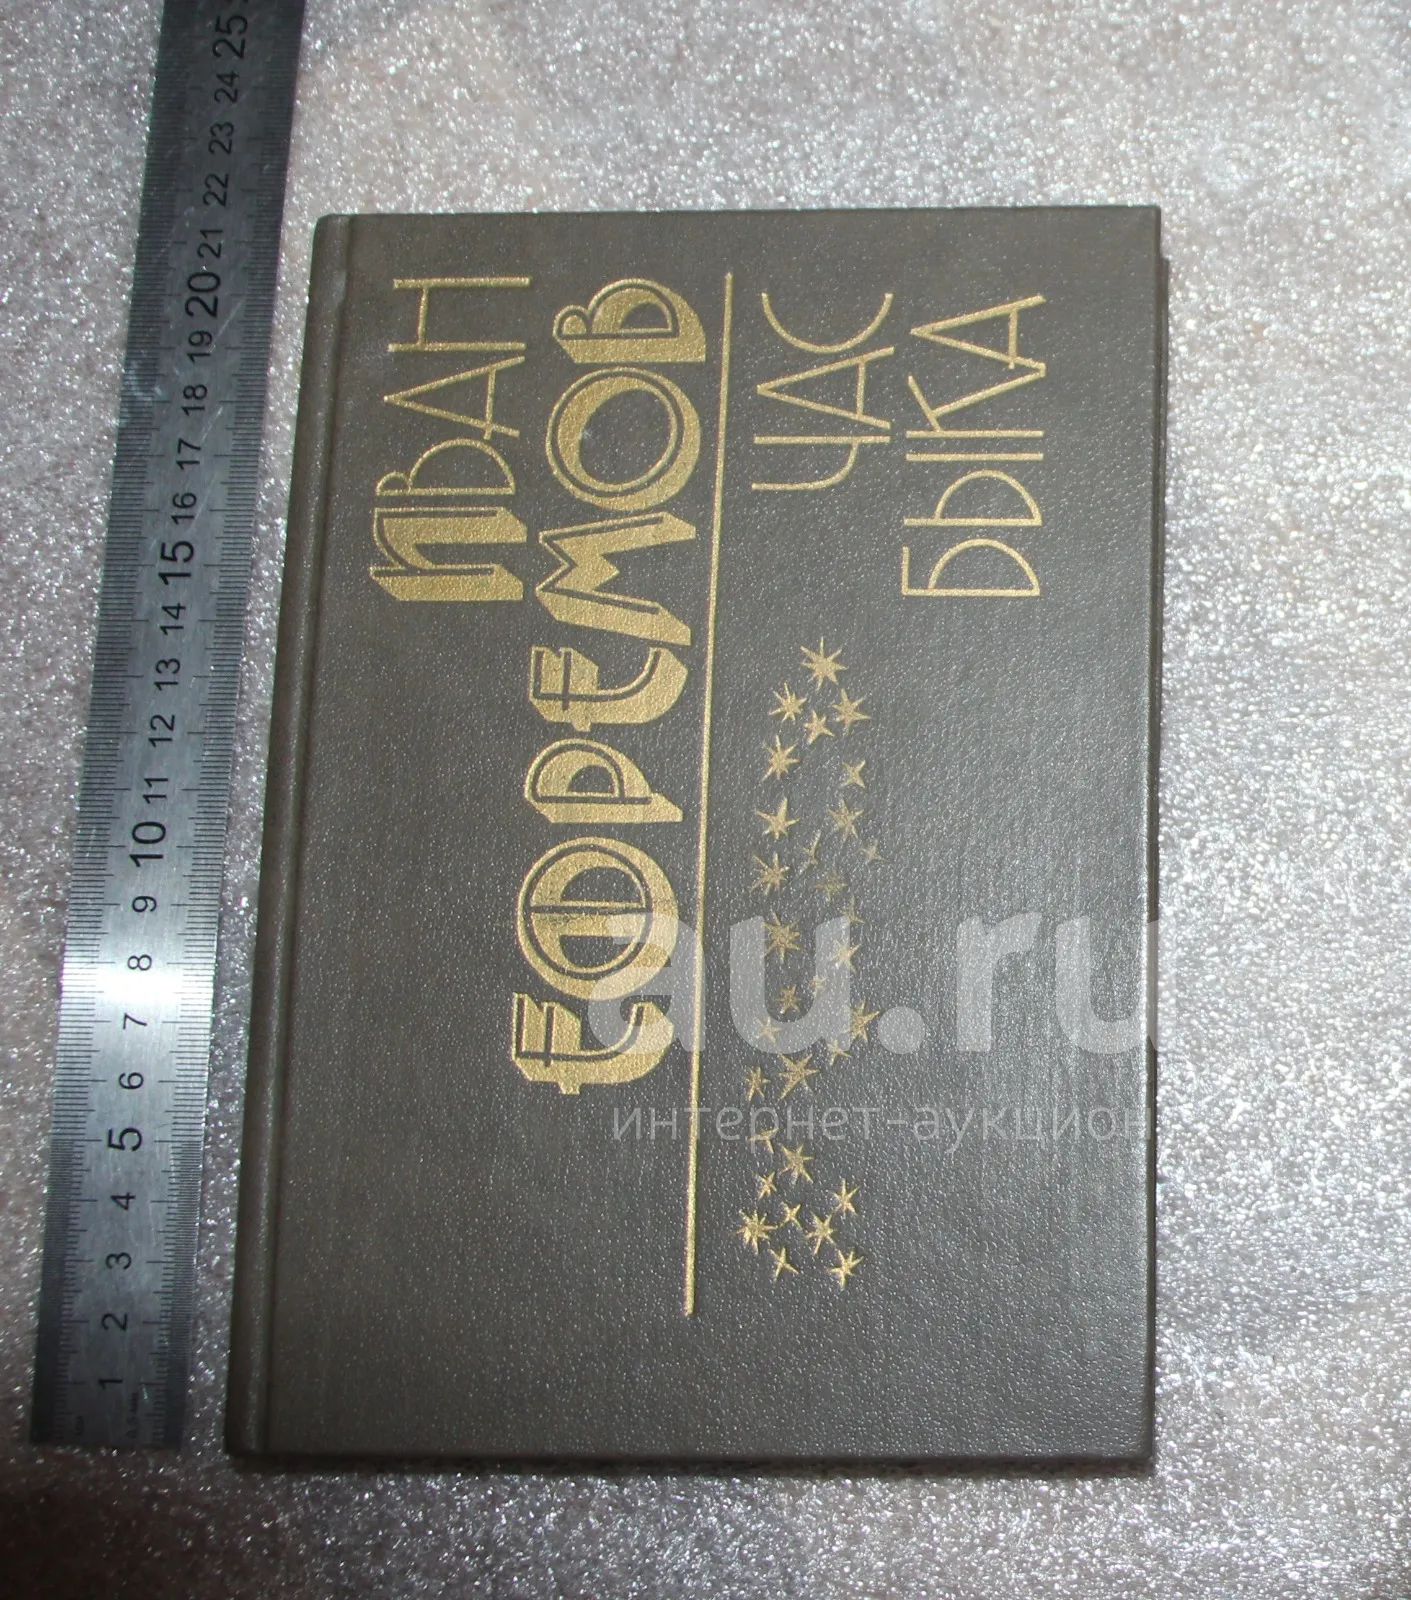 ИВАН
ЕФРЕМОВ
ЧАС
БЫКА
au.ru
интернет-аукцион
1 2 3 4 5 6 7 8 9 10 11 12 13 14 15 16 17 18 19 20 21 22 23 24 25